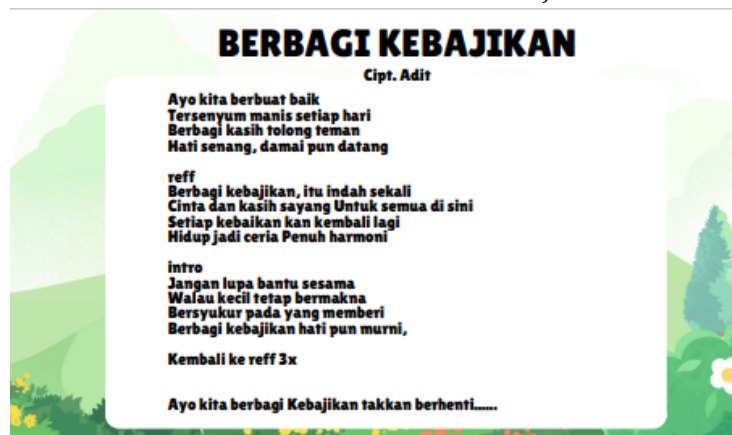 BERBAGI KEBAJIKAN
Cipt. Adit
Ayo kita berbuat baik
Tersenyum manis setiap hari
Berbagi kasih tolong teman
Hati senang, damai pun datang
reff
Berbagi kebajikan, itu indah sekali
Cinta dan kasih sayang Untuk semua di sini
Setiap kebaikan kan kembali lagi
Hidup jadi ceria Penuh harmoni
intro
Jangan lupa bantu sesama
Walau kecil tetap bermakna
Bersyukur pada yang memberi
Berbagi kebajikan hati pun murni,
Kembali ke reff 3x
Ayo kita berbagi Kebajikan takkan berhenti......